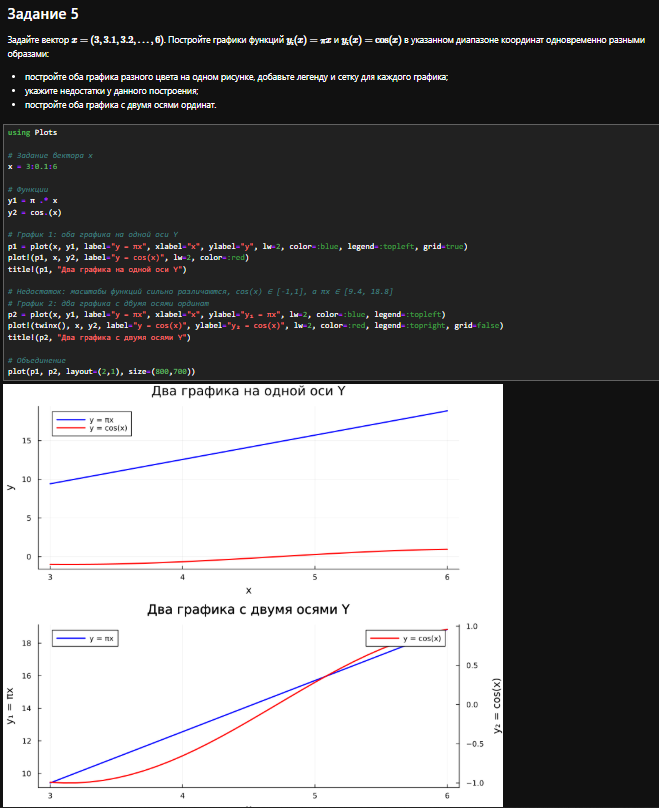 Задание 5
Задайте вектор x = (3, 3.1, 3.2, …, 6). Постройте графики функций y₁(x) = πx и y₂(x) = cos(x) в указанном диапазоне координат одновременно разными
образами:
• постройте оба графика разного цвета на одном рисунке, добавьте легенду и сетку для каждого графика;
• укажите недостатки у данного построения;
• постройте оба графика с двумя осями ординат.
using Plots
# Задание вектора x
x = 3:0.1:6
# Функции
y1 = π .* x
y2 = cos.(x)
# График 1: оба графика на одной оси Y
p1 = plot(x, y1, label="y = πx", xlabel="x", ylabel="y", lw=2, color=:blue, legend=:topleft, grid=true)
plot!(p1, x, y2, label="y = cos(x)", lw=2, color=:red)
title!(p1, "Два графика на одной оси Y")
# Недостаток: масштабы функций сильно различаются, cos(x) ∈ [-1,1], а πx ∈ [9.4, 18.8]
# График 2: два графика с двумя осями ординат
p2 = plot(x, y1, label="y = πx", xlabel="x", ylabel="y₁ = πx", lw=2, color=:blue, legend=:topleft)
plot!(twinx(), x, y2, label="y = cos(x)", ylabel="y₂ = cos(x)", lw=2, color=:red, legend=:topright, grid=false)
title!(p2, "Два графика с двумя осями Y")
# Объединение
plot(p1, p2, layout=(2,1), size=(800,700))
Два графика на одной оси Y
y = πx
y = cos(x)
15
10
5
0
y
3 4 5 6
x
Два графика с двумя осями Y
y = πx
y = cos(x)
18
16
14
12
10
y₁ = πx
1.0
0.5
0.0
−0.5
−1.0
y₂ = cos(x)
3 4 5 6